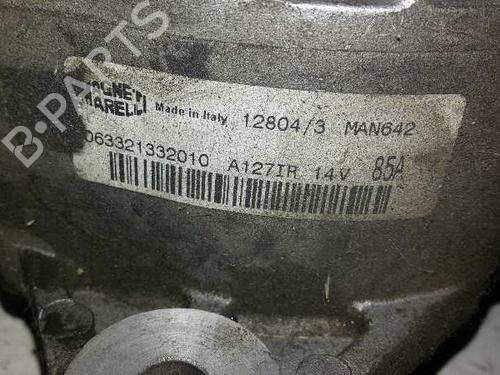 B-PARTS
MAGNETI
MARELLI
Made in Italy 12804/3 MAN642
063321332010 A127IR 14V 85A